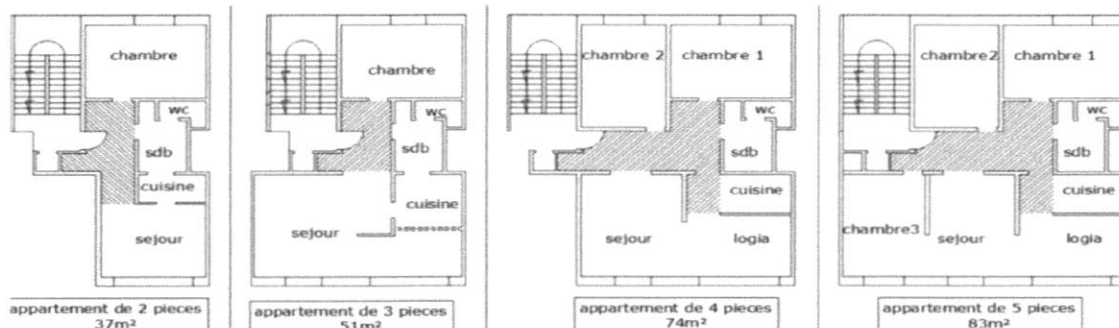 chambre
wc
sdb
cuisine
sejour
appartement de 2 pieces
37m²
chambre
wc
sdb
cuisine
sejour
appartement de 3 pieces
51m²
chambre 2
chambre 1
wc
sdb
cuisine
sejour
logia
appartement de 4 pieces
74m²
chambre2
chambre 1
wc
sdb
cuisine
chambre3
sejour
logia
appartement de 5 pieces
83m²